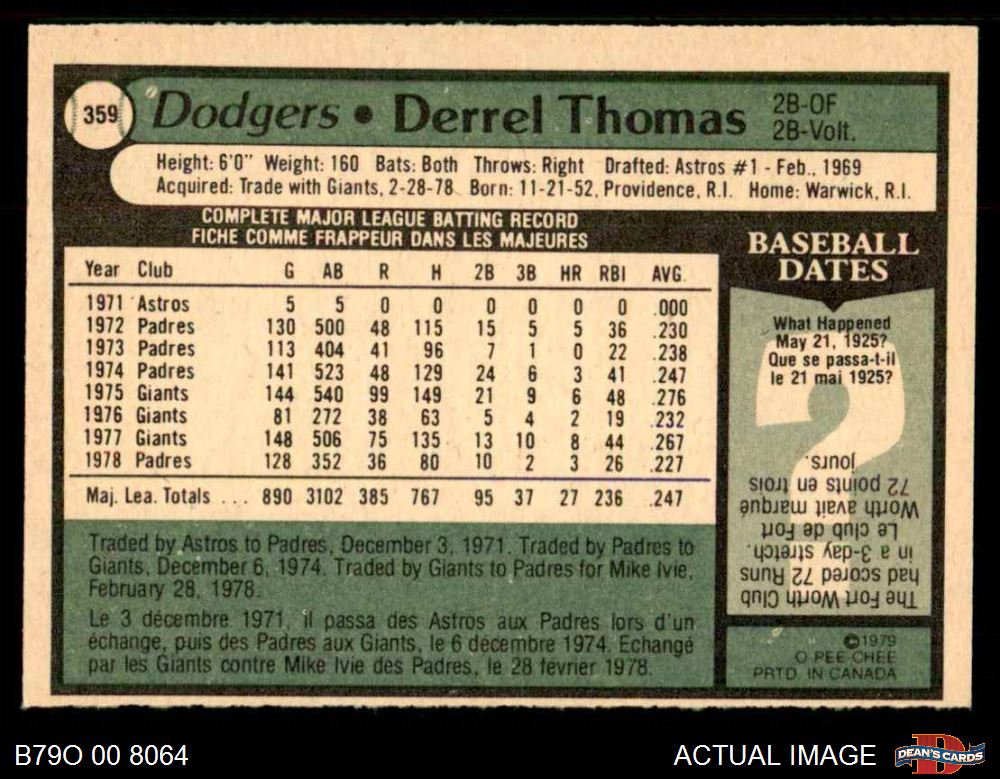 359
Dodgers • Derrel Thomas
2B-OF
2B-Volt.
Height: 6'0" Weight: 160 Bats: Both Throws: Right Drafted: Astros #1 - Feb., 1969
Acquired: Trade with Giants, 2-28-78 Born: 11-21-52, Providence, R.I. Home: Warwick, R.I.
COMPLETE MAJOR LEAGUE BATTING RECORD
FICHE COMME FRAPPEUR DANS LES MAJEURES
Year Club G AB R H 2B 3B HR RBI AVG.
1971 Astros 5 5 0 0 0 0 0 0 .000
1972 Padres 130 500 48 115 15 5 5 36 .230
1973 Padres 113 404 41 96 7 1 0 22 .238
1974 Padres 141 523 48 129 24 6 3 41 .247
1975 Giants 144 540 99 149 21 9 6 48 .276
1976 Giants 81 272 38 63 5 4 2 19 .232
1977 Giants 148 506 75 135 13 10 8 44 .267
1978 Padres 128 352 36 80 10 2 3 26 .227
Maj. Lea. Totals ... 890 3102 385 767 95 37 27 236 .247
Traded by Astros to Padres, December 3, 1971. Traded by Padres to
Giants, December 6, 1974. Traded by Giants to Padres for Mike Ivie,
February 28, 1978.
Le 3 décembre 1971, il passa des Astros aux Padres lors d'un
échange, puis des Padres aux Giants, le 6 décembre 1974. Echangé
par les Giants contre Mike Ivie des Padres, le 28 février 1978.
BASEBALL
DATES
What Happened
May 21, 1925?
Que se passa-t-il
le 21 mai 1925?
The Fort Worth Club
had scored 72 Runs
in a 3-day stretch.
Le club de Fort
Worth avait marqué
72 points en trois
jours.
©1979
O PEE-CHEE
PRTD. IN CANADA
B79O 00 8064
ACTUAL IMAGE
DEAN'S CARDS